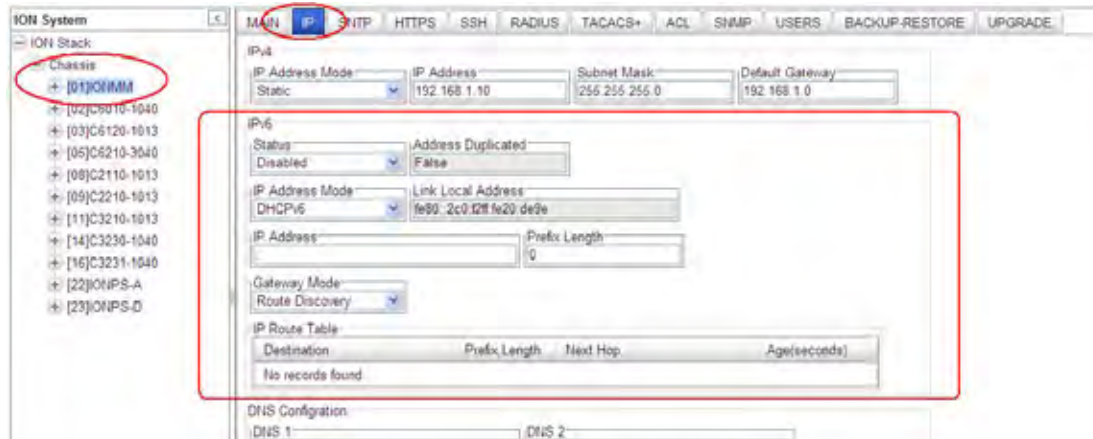 ION System <
MAIN IP SNTP HTTPS SSH RADIUS TACACS+ ACL SNMP USERS BACKUP-RESTORE UPGRADE
ION Stack
Chassis
[01]IONMM
[02]C6010-1040
[03]C6120-1013
[05]C6210-3040
[08]C2110-1013
[09]C2210-1013
[11]C3210-1013
[14]C3230-1040
[16]C3231-1040
[22]IONPS-A
[23]IONPS-D
IPv4
IP Address Mode IP Address Subnet Mask Default Gateway
Static 192.168.1.10 255.255.255.0 192.168.1.0
IPv6
Status Address Duplicated
Disabled False
IP Address Mode Link Local Address
DHCPv6 fe80::2c0:f2ff:fe20:de9e
IP Address Prefix Length
:: 0
Gateway Mode
Route Discovery
IP Route Table
Destination Prefix Length Next Hop Age(seconds)
No records found
DNS Configration
DNS 1 DNS 2